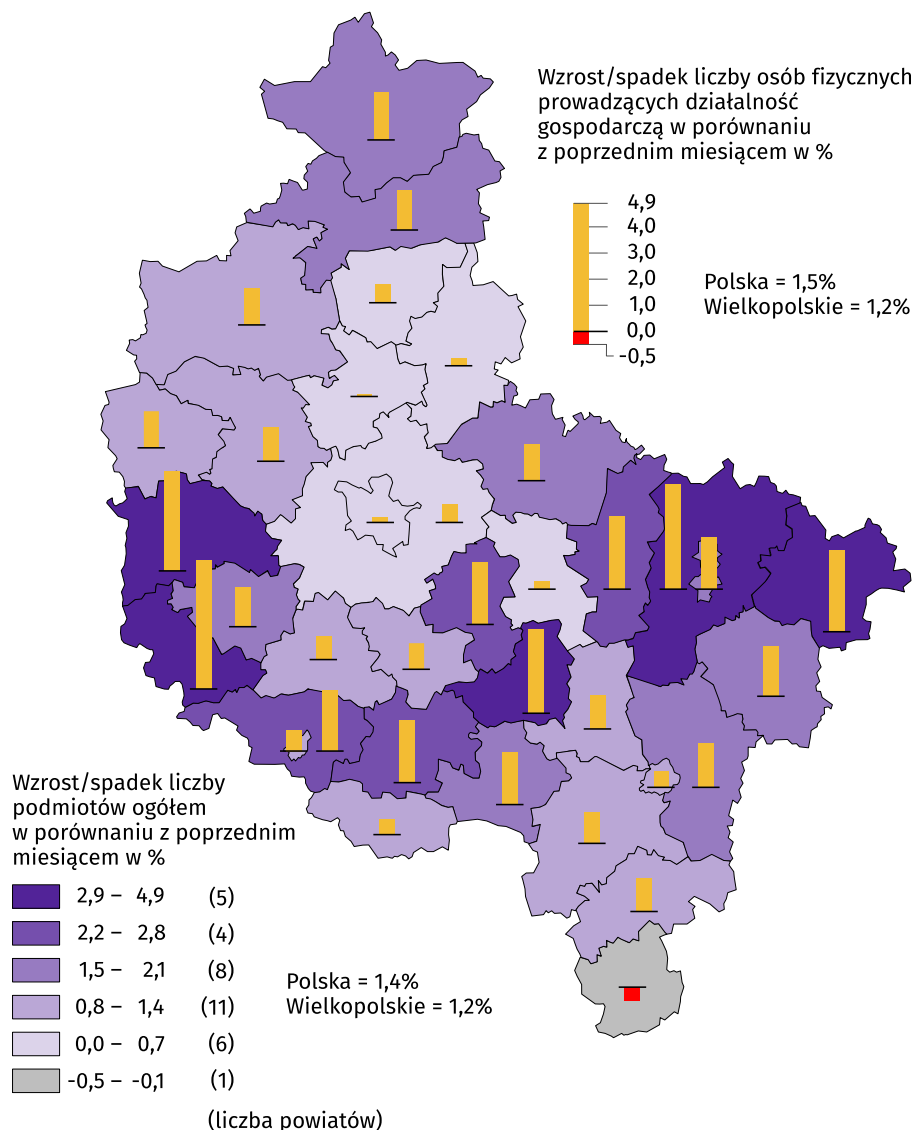 Wzrost/spadek liczby osób fizycznych
prowadzących działalność
gospodarczą w porównaniu
z poprzednim miesiącem w %
4,9
4,0
3,0
2,0
1,0
0,0
-0,5
Polska = 1,5%
Wielkopolskie = 1,2%
Wzrost/spadek liczby
podmiotów ogółem
w porównaniu z poprzednim
miesiącem w %
2,9 – 4,9 (5)
2,2 – 2,8 (4)
1,5 – 2,1 (8)
0,8 – 1,4 (11)
0,0 – 0,7 (6)
-0,5 – -0,1 (1)
(liczba powiatów)
Polska = 1,4%
Wielkopolskie = 1,2%